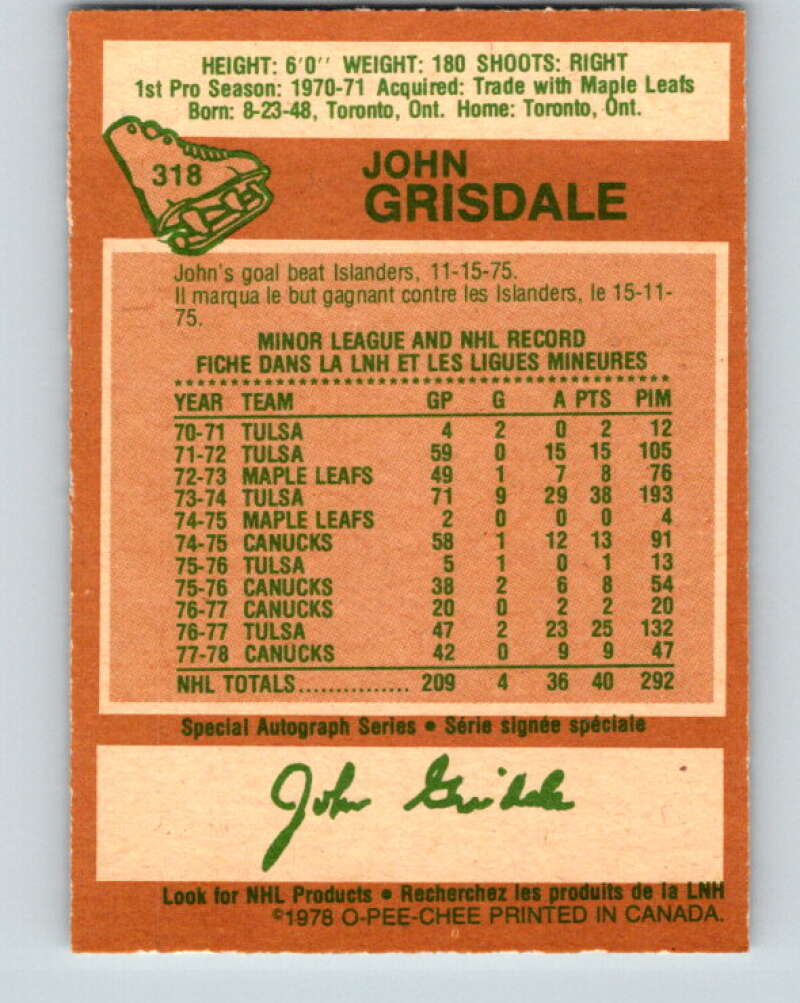 HEIGHT: 6'0'' WEIGHT: 180 SHOOTS: RIGHT
1st Pro Season: 1970-71 Acquired: Trade with Maple Leafs
Born: 8-23-48, Toronto, Ont. Home: Toronto, Ont.
318
JOHN
GRISDALE
John's goal beat Islanders, 11-15-75.
Il marqua le but gagnant contre les Islanders, le 15-11-
75.
MINOR LEAGUE AND NHL RECORD
FICHE DANS LA LNH ET LES LIGUES MINEURES
YEAR TEAM GP G A PTS PIM
70-71 TULSA 4 2 0 2 12
71-72 TULSA 59 0 15 15 105
72-73 MAPLE LEAFS 49 1 7 8 76
73-74 TULSA 71 9 29 38 193
74-75 MAPLE LEAFS 2 0 0 0 4
74-75 CANUCKS 58 1 12 13 91
75-76 TULSA 5 1 0 1 13
75-76 CANUCKS 38 2 6 8 54
76-77 CANUCKS 20 0 2 2 20
76-77 TULSA 47 2 23 25 132
77-78 CANUCKS 42 0 9 9 47
NHL TOTALS............... 209 4 36 40 292
Special Autograph Series • Série signée spéciale
John Grisdale
Look for NHL Products • Recherchez les produits de la LNH
©1978 O-PEE-CHEE PRINTED IN CANADA.